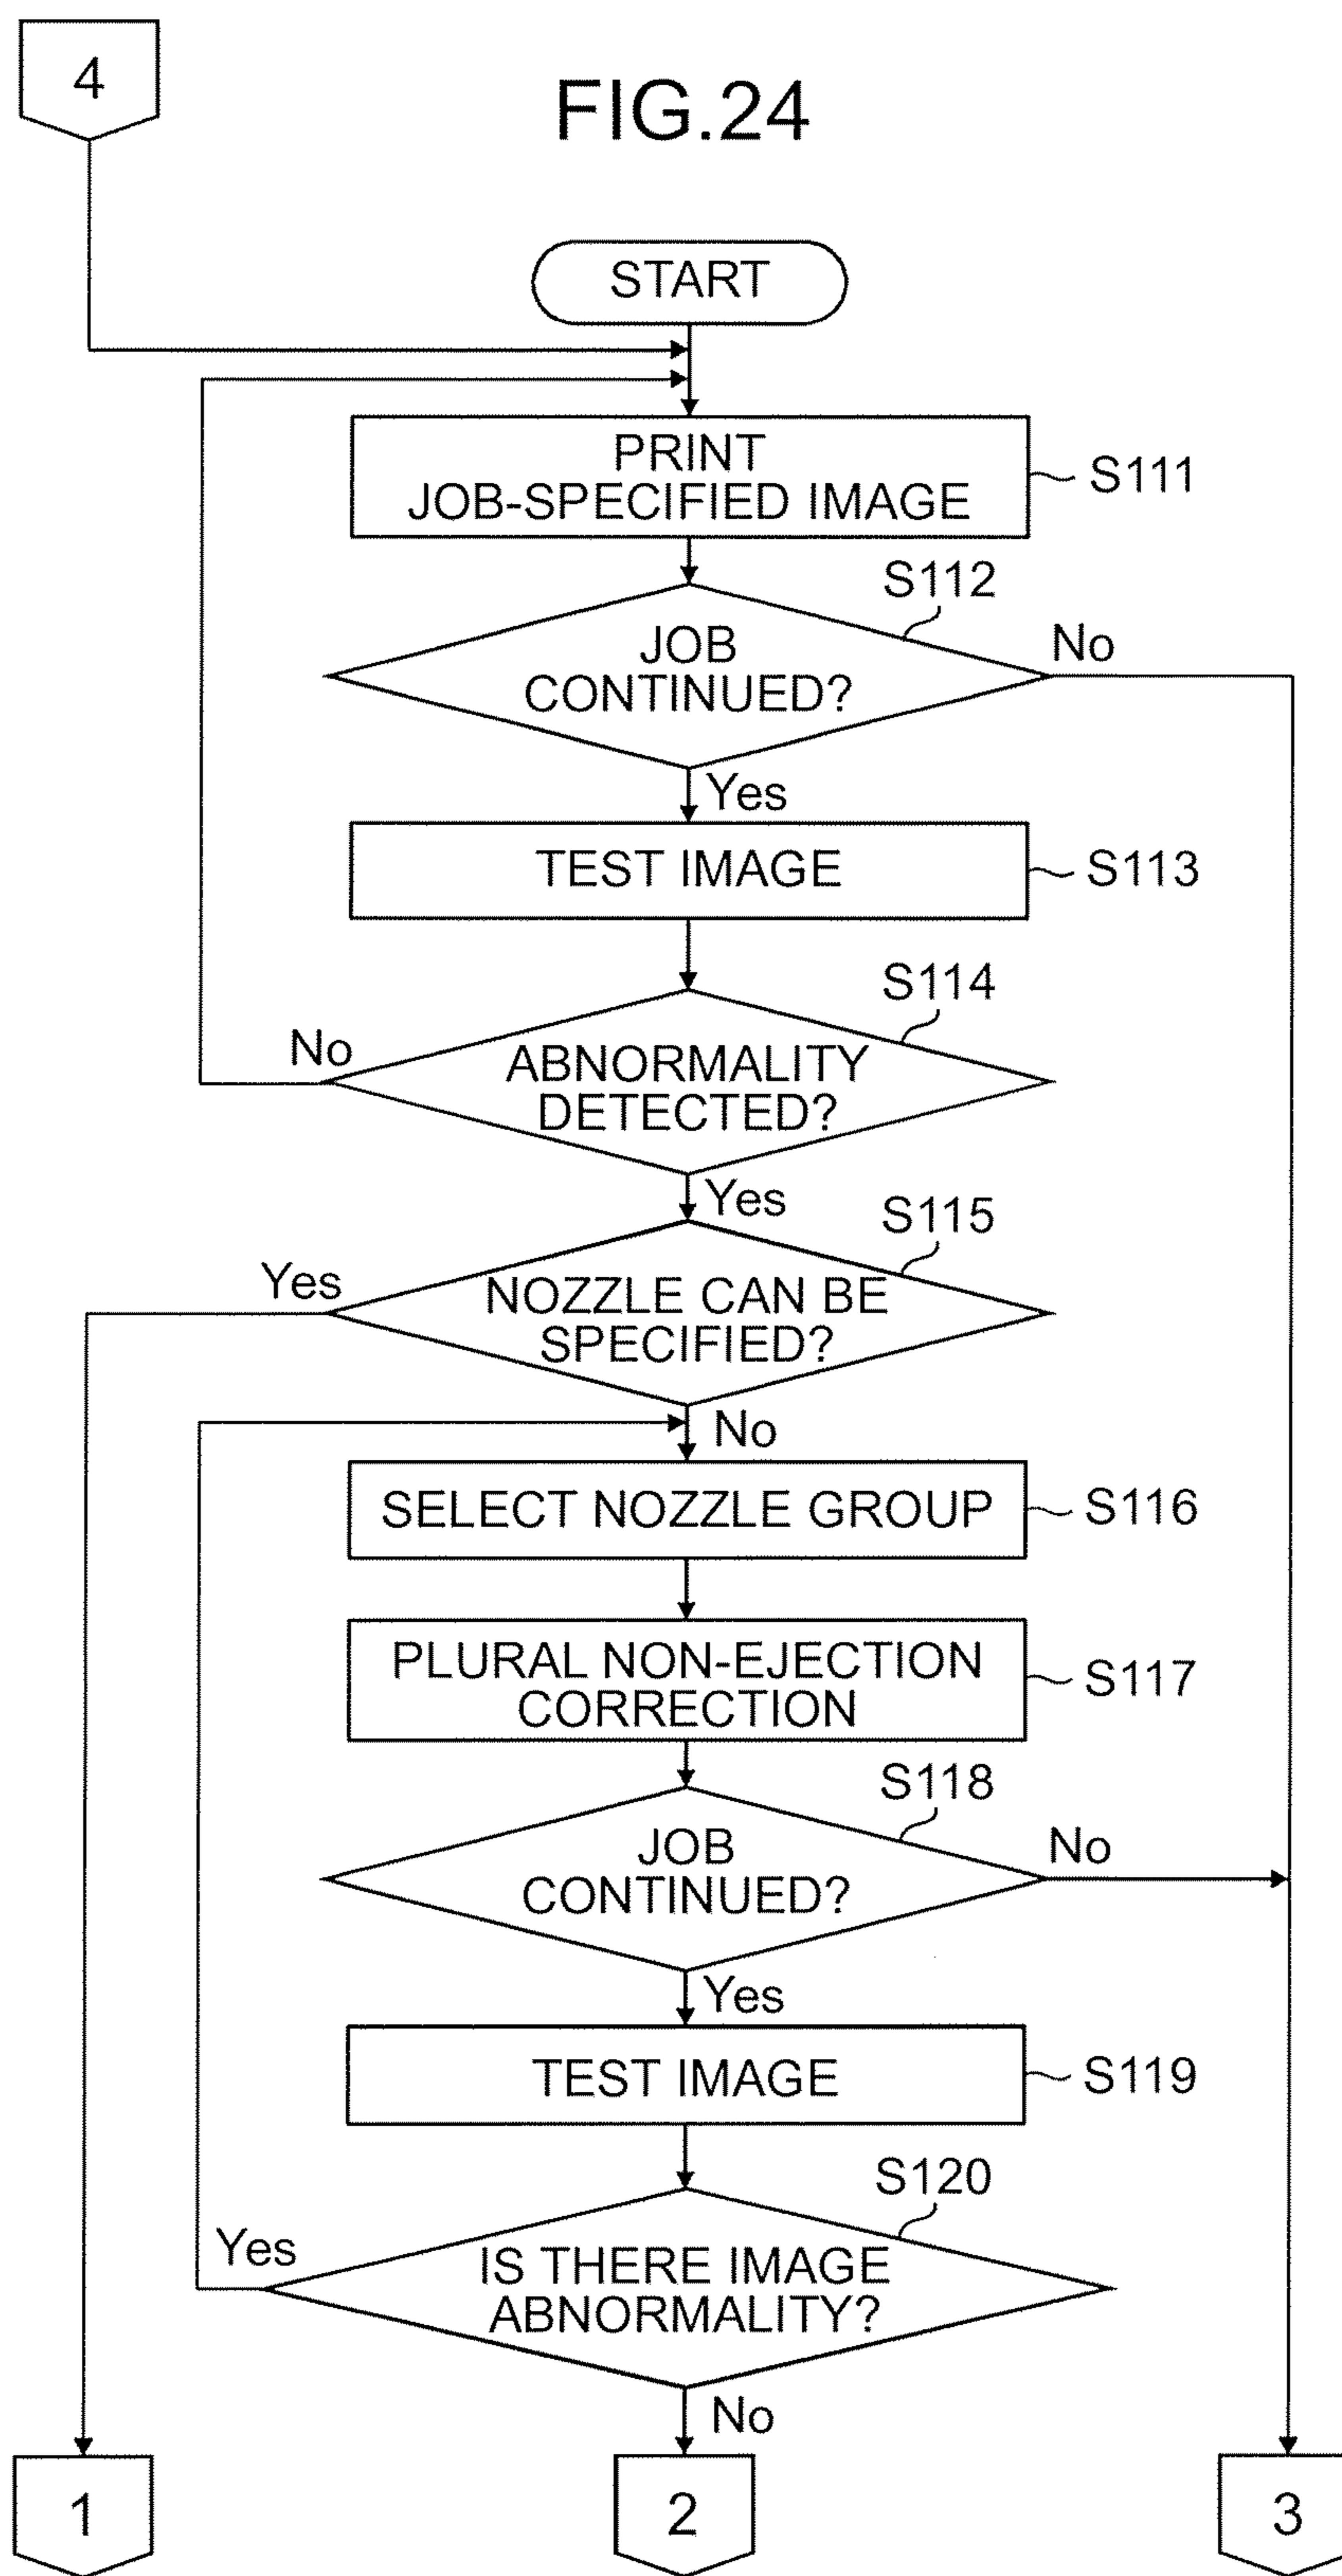 4
FIG.24
START
PRINT
JOB-SPECIFIED IMAGE
S111
S112
JOB
CONTINUED?
No
Yes
TEST IMAGE
S113
S114
No
ABNORMALITY
DETECTED?
Yes
S115
Yes
NOZZLE CAN BE
SPECIFIED?
No
SELECT NOZZLE GROUP
S116
PLURAL NON-EJECTION
CORRECTION
S117
S118
JOB
CONTINUED?
No
Yes
TEST IMAGE
S119
S120
Yes
IS THERE IMAGE
ABNORMALITY?
No
1
2
3